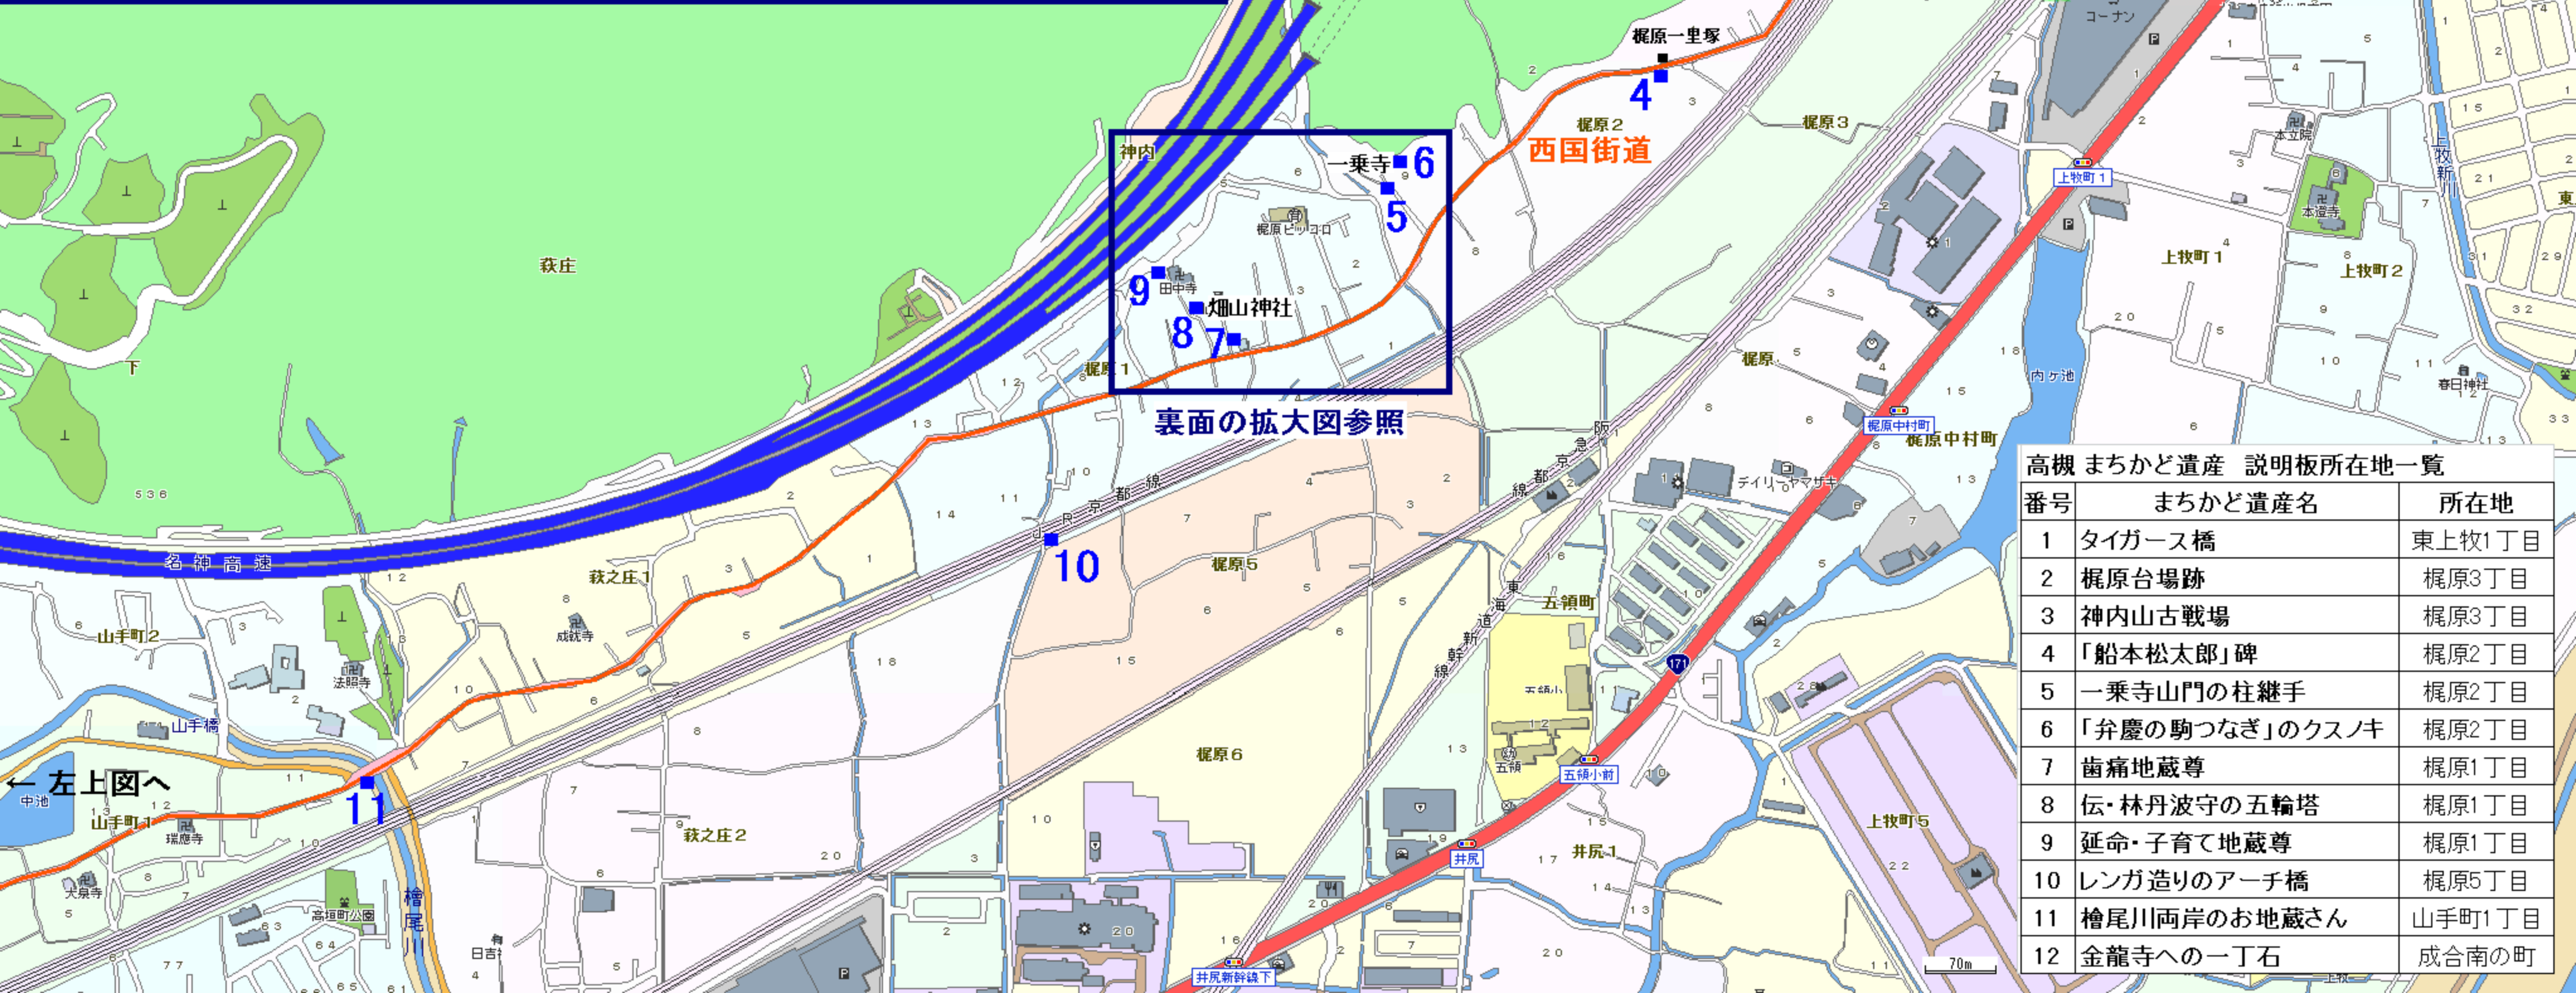 コーナン
梶原一里塚
4
梶原2
西国街道
梶原3
神内
一乗寺
6
5
梶原ピッコロ
本立院
上牧町1
本澄寺
上牧新川
萩庄
上牧町1
上牧町2
9
田中寺
8
畑山神社
7
下
梶原1
裏面の拡大図参照
梶原
内ヶ池
春日神社
梶原中村町
梶原中村町
阪急京都線
JR京都線
デイリーヤマザキ
10
536
名神高速
萩之庄1
梶原5
東海道新幹線
五領町
山手町2
成就寺
法照寺
171
五領小
山手橋
← 左上図へ
中池
11
梶原6
五領
五領小前
山手町1
瑞應寺
萩之庄2
井尻
井尻1
上牧町5
大泉寺
高垣町公園
檜尾川
日吉
井尻新幹線下
70m
高槻 まちかど遺産 説明板所在地一覧
番号 まちかど遺産名 所在地
1 タイガース橋 東上牧1丁目
2 梶原台場跡 梶原3丁目
3 神内山古戦場 梶原3丁目
4 「船本松太郎」碑 梶原2丁目
5 一乗寺山門の柱継手 梶原2丁目
6 「弁慶の駒つなぎ」のクスノキ 梶原2丁目
7 歯痛地蔵尊 梶原1丁目
8 伝・林丹波守の五輪塔 梶原1丁目
9 延命・子育て地蔵尊 梶原1丁目
10 レンガ造りのアーチ橋 梶原5丁目
11 檜尾川両岸のお地蔵さん 山手町1丁目
12 金龍寺への一丁石 成合南の町